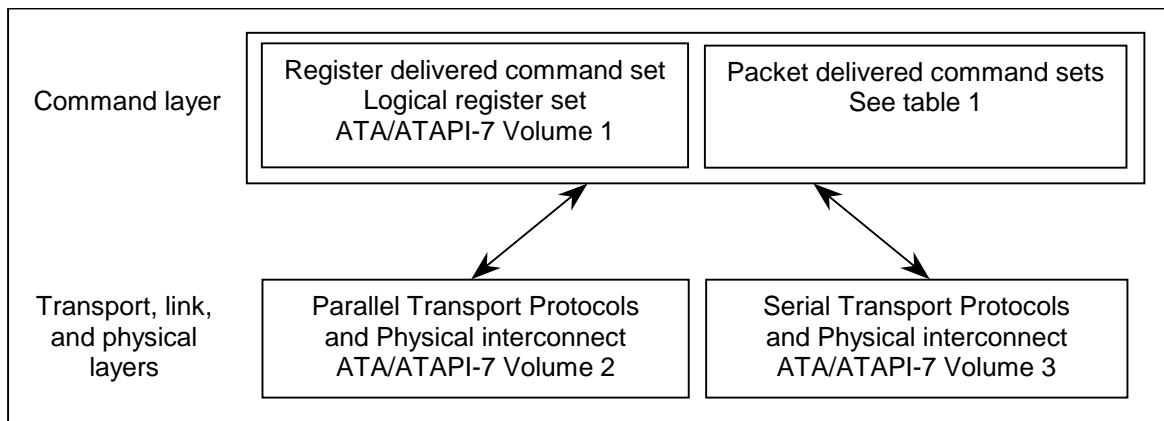 Command layer
Register delivered command set
Logical register set
ATA/ATAPI-7 Volume 1
Packet delivered command sets
See table 1
Transport, link,
and physical
layers
Parallel Transport Protocols
and Physical interconnect
ATA/ATAPI-7 Volume 2
Serial Transport Protocols
and Physical interconnect
ATA/ATAPI-7 Volume 3